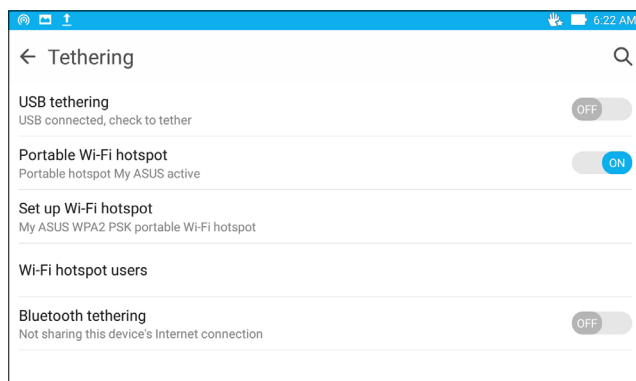 6:22 AM
Tethering
USB tethering
OFF
USB connected, check to tether
Portable Wi-Fi hotspot
ON
Portable hotspot My ASUS active
Set up Wi-Fi hotspot
My ASUS WPA2 PSK portable Wi-Fi hotspot
Wi-Fi hotspot users
Bluetooth tethering
OFF
Not sharing this device's Internet connection